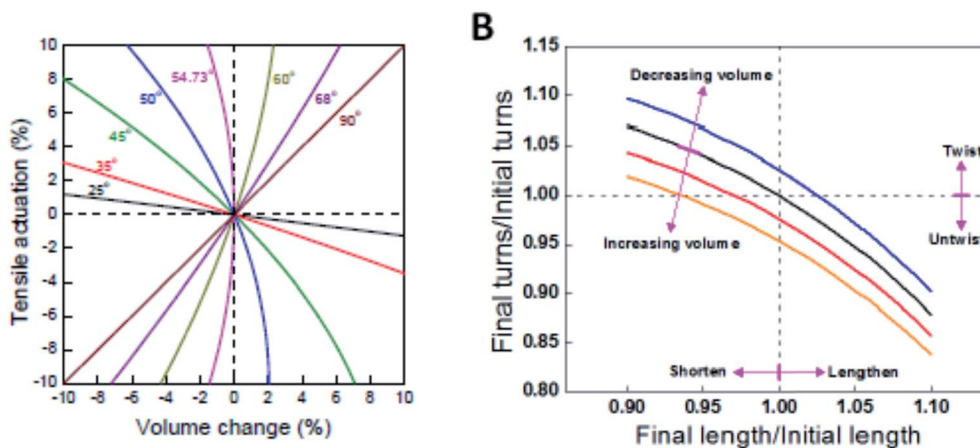 B
10
8
6
4
2
0
-2
-4
-6
-8
-10
-10 -8 -6 -4 -2 0 2 4 6 8 10
Tensile actuation (%)
Volume change (%)
25°
35°
45°
50°
54.73°
60°
68°
90°
1.15
1.10
1.05
1.00
0.95
0.90
0.85
0.80
0.90 0.95 1.00 1.05 1.10
Final turns/Initial turns
Final length/Initial length
Decreasing volume
Increasing volume
Twist
Untwist
Shorten
Lengthen